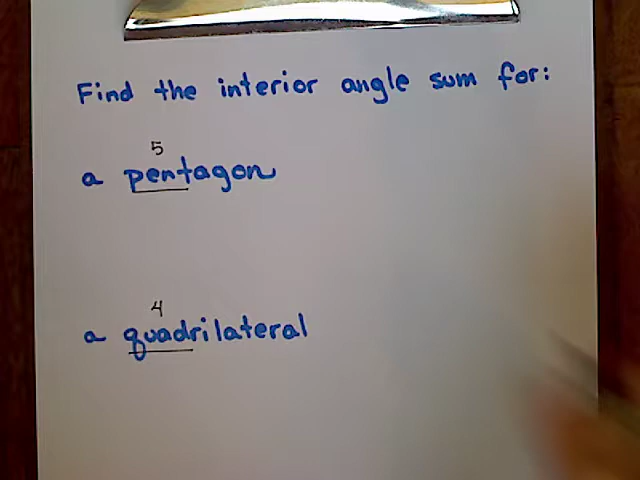 Find the interior angle sum for:
5
a pentagon
4
a quadrilateral